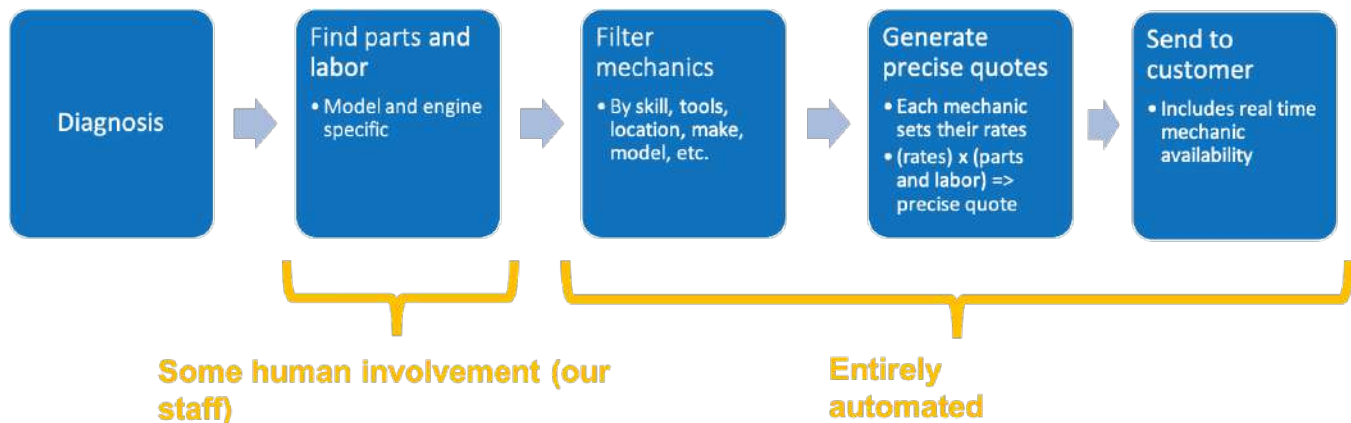 Diagnosis
Find parts and
labor
• Model and engine
specific
Filter
mechanics
• By skill, tools,
location, make,
model, etc.
Generate
precise quotes
• Each mechanic
sets their rates
• (rates) x (parts
and labor) =>
precise quote
Send to
customer
• Includes real time
mechanic
availability
Some human involvement (our
staff)
Entirely
automated